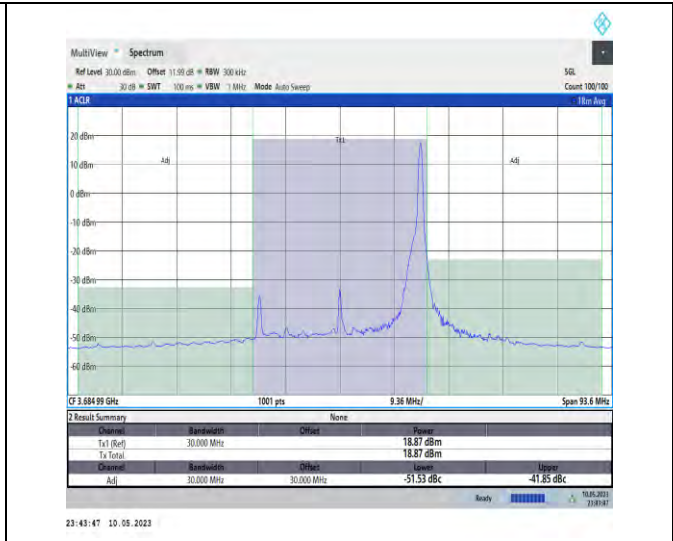 MultiView Spectrum
Ref Level 30.00 dBm Offset 11.99 dB RBW 300 kHz SGL
Att 30 dB SWT 100 ms VBW 1 MHz Mode Auto Sweep Count 100/100
1 ACLR 1Rm Avg
20 dBm
Tx1
Adj Adj
10 dBm
0 dBm
-10 dBm
-20 dBm
-30 dBm
-40 dBm
-50 dBm
-60 dBm
CF 3.684 99 GHz 1001 pts 9.36 MHz/ Span 93.6 MHz
2 Result Summary None
Channel Bandwidth Offset Power
Tx1 (Ref) 30.000 MHz 18.87 dBm
Tx Total 18.87 dBm
Channel Bandwidth Offset Lower Upper
Adj 30.000 MHz 30.000 MHz -51.53 dBc -41.85 dBc
Ready 10.05.2023
23:43:47
23:43:47 10.05.2023